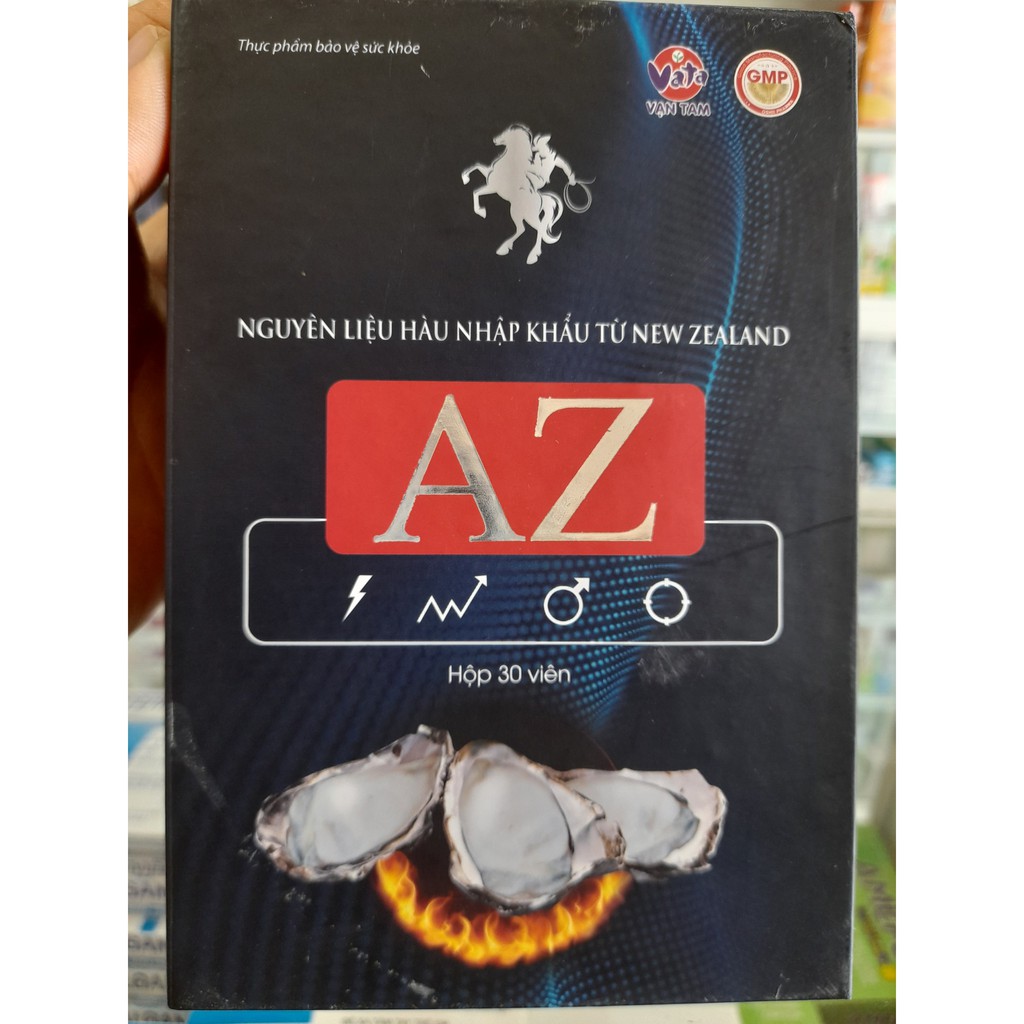 Thực phẩm bảo vệ sức khỏe
Vata
VẠN TAM
GMP
NGUYÊN LIỆU HÀU NHẬP KHẨU TỪ NEW ZEALAND
AZ
Hộp 30 viên